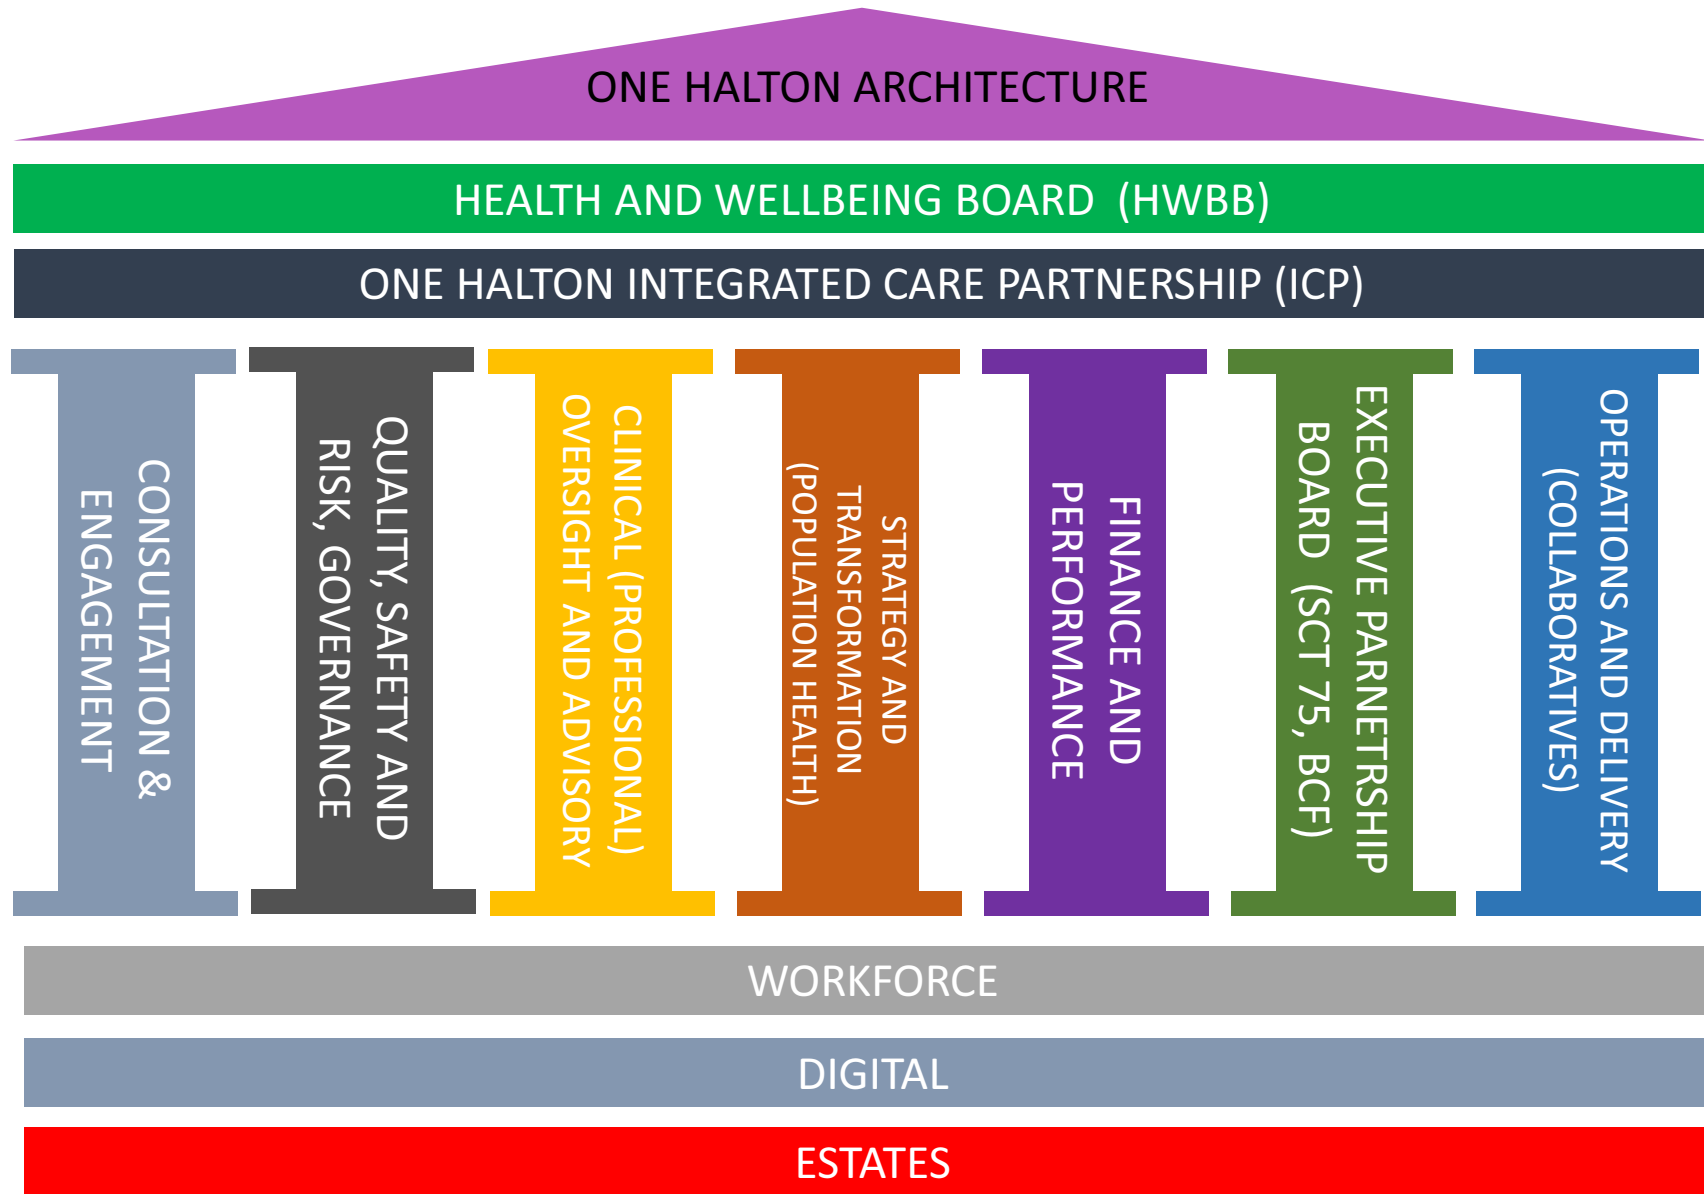 ONE HALTON ARCHITECTURE
HEALTH AND WELLBEING BOARD (HWBB)
ONE HALTON INTEGRATED CARE PARTNERSHIP (ICP)
CONSULTATION &
ENGAGEMENT
QUALITY, SAFETY AND
RISK, GOVERNANCE
CLINICAL (PROFESSIONAL)
OVERSIGHT AND ADVISORY
STRATEGY AND
TRANSFORMATION
(POPULATION HEALTH)
FINANCE AND
PERFORMANCE
EXECUTIVE PARNETRSHIP
BOARD (SCT 75, BCF)
OPERATIONS AND DELIVERY
(COLLABORATIVES)
WORKFORCE
DIGITAL
ESTATES